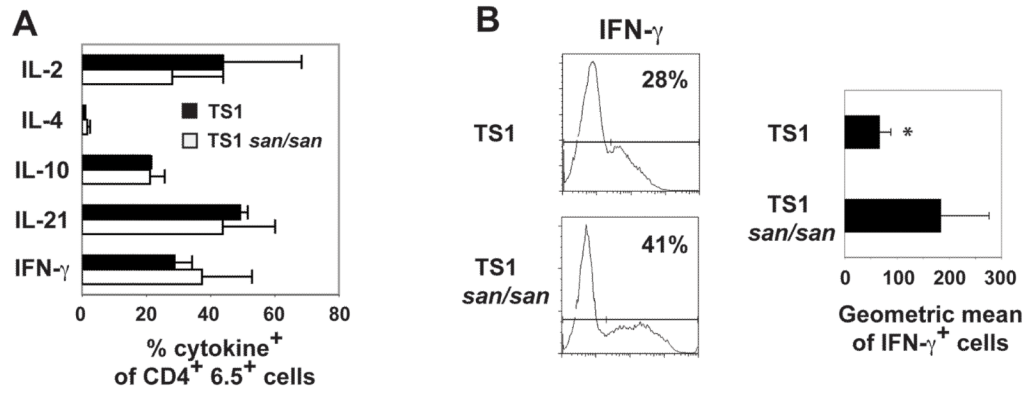 A
IL-2
IL-4
IL-10
IL-21
IFN-γ
TS1
TS1 san/san
0 20 40 60 80
% cytokine+
of CD4+ 6.5+ cells
B
IFN-γ
TS1
28%
TS1
san/san
41%
TS1
*
TS1
san/san
0 100 200 300
Geometric mean
of IFN-γ+ cells